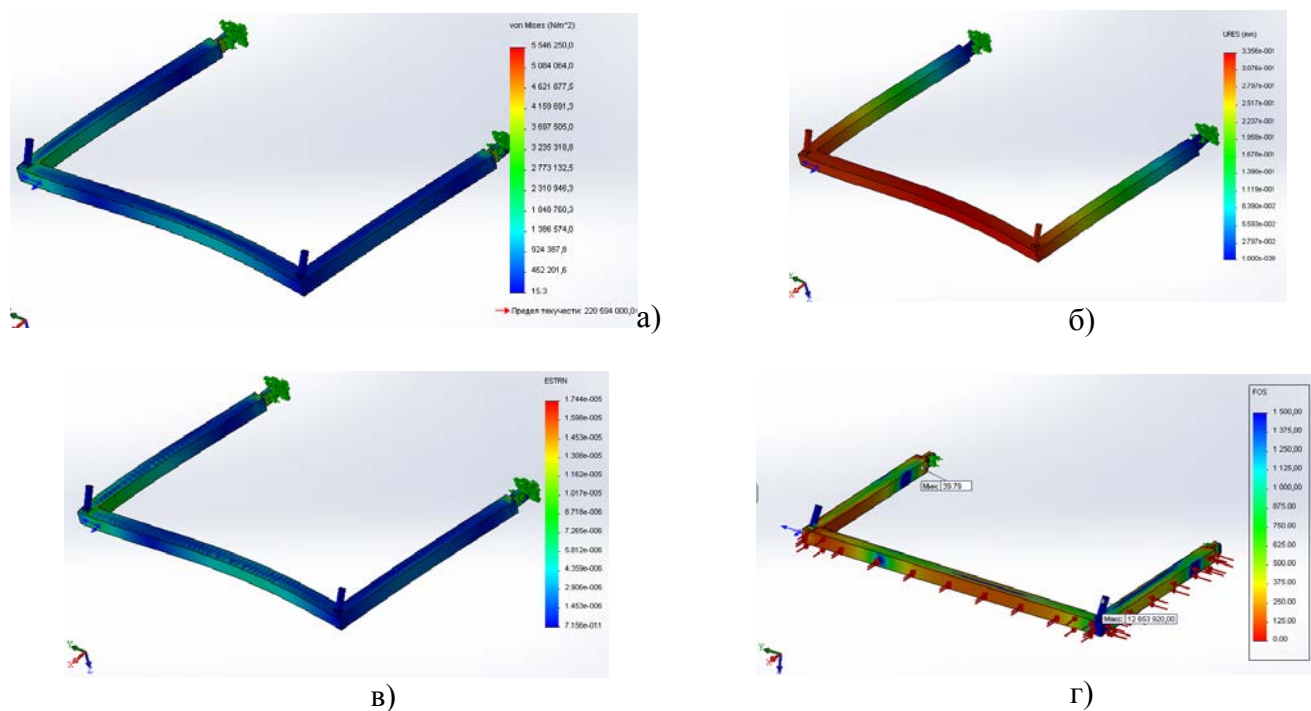 von Mises (N/m^2)
5 546 250,0
5 084 064,0
4 621 877,5
4 159 691,3
3 697 505,0
3 235 318,8
2 773 132,5
2 310 946,3
1 848 760,3
1 386 574,0
924 387,8
462 201,6
15.3
Предел текучести: 220 594 000,0
а)
URES (mm)
3.356e-001
3.076e-001
2.797e-001
2.517e-001
2.237e-001
1.958e-001
1.678e-001
1.398e-001
1.119e-001
8.390e-002
5.593e-002
2.797e-002
1.000e-030
б)
ESTRN
1.744e-005
1.598e-005
1.453e-005
1.308e-005
1.162e-005
1.017e-005
8.718e-006
7.265e-006
5.812e-006
4.359e-006
2.906e-006
1.453e-006
7.156e-011
в)
FOS
1 500,00
1 375,00
1 250,00
1 125,00
1 000,00
875.00
750.00
625.00
500.00
375.00
250.00
125.00
0.00
Мин: 39.79
Макс: 12 653 920,00
г)